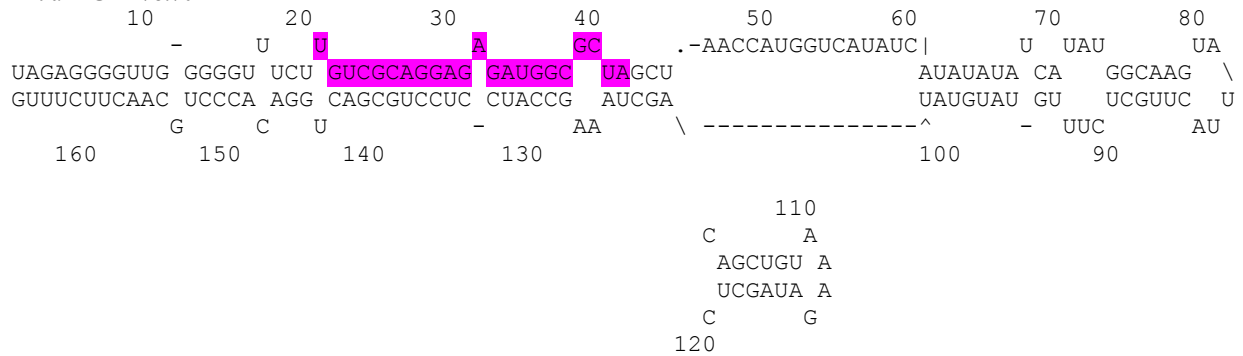 10          20        30        40          50        60       70        80
           -     U   U          A      GC     .-AACCAUGGUCAUAUC|      U  UAU      UA
UAGAGGGGUUG GGGGU UCU GUCGCAGGAG GAUGGC  UAGCU                 AUAUAUA CA   GGCAAG  \
GUUUCUUCAAC UCCCA AGG CAGCGUCCUC CUACCG  AUCGA                 UAUGUAU GU   UCGUUC  U
           G     C   U          -      AA     \ ---------------^      -  UUC      AU
   160       150       140        130                          100       90
110
C      A
AGCUGU A
UCGAUA A
C      G
120